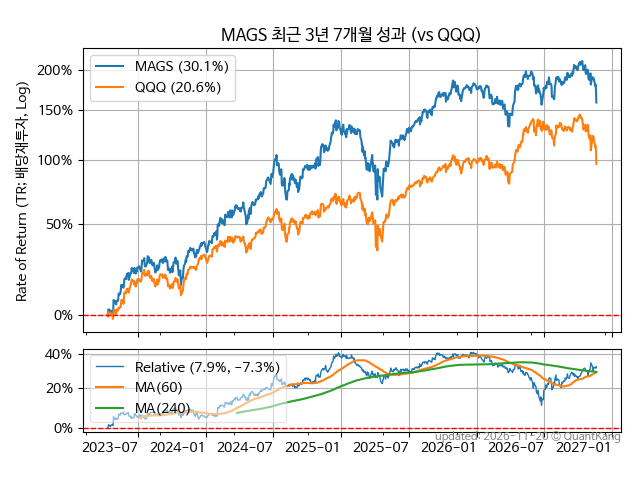 MAGS 최근 3년 7개월 성과 (vs QQQ)
Rate of Return (TR: 배당재투자, Log)
200%
150%
100%
50%
0%
MAGS (30.1%)
QQQ (20.6%)
40%
20%
0%
Relative (7.9%, −7.3%)
MA(60)
MA(240)
updated: 2026-11-20 © QuantKang
2023-07 2024-01 2024-07 2025-01 2025-07 2026-01 2026-07 2027-01